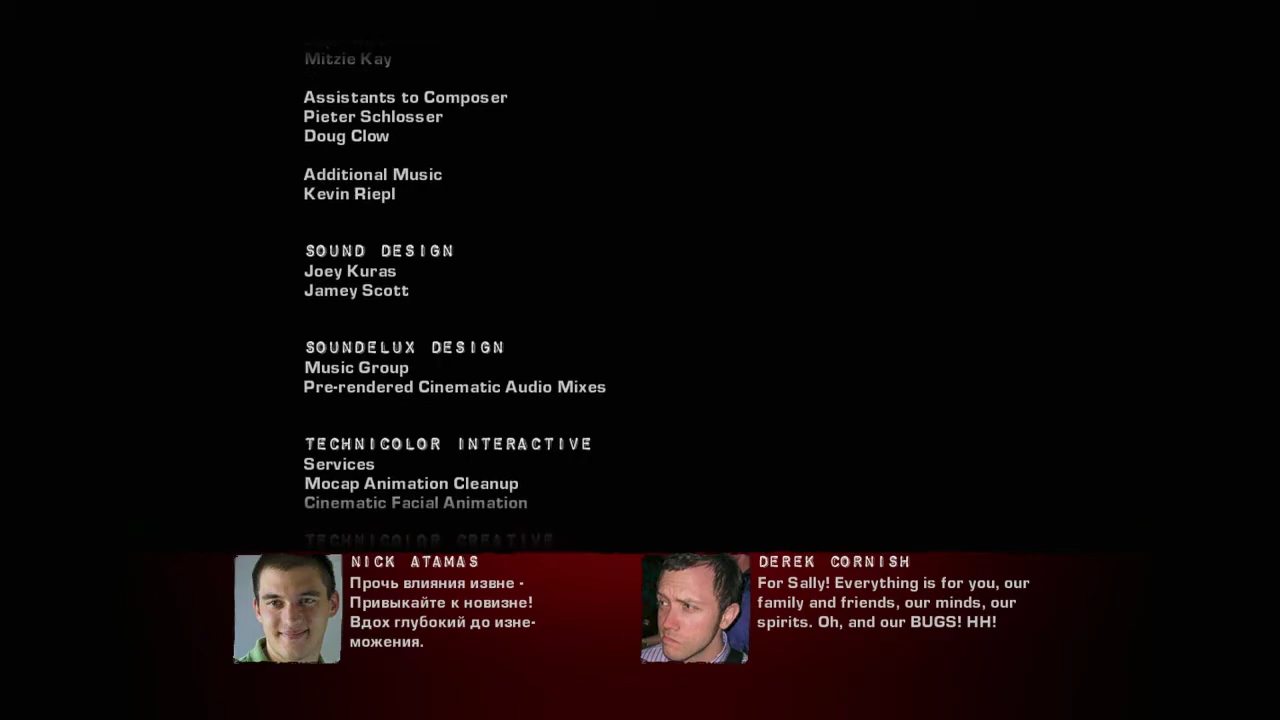 Mitzie Kay
Assistants to Composer
Pieter Schlosser
Doug Clow
Additional Music
Kevin Riepl
SOUND DESIGN
Joey Kuras
Jamey Scott
SOUNDELUX DESIGN
Music Group
Pre-rendered Cinematic Audio Mixes
TECHNICOLOR INTERACTIVE
Services
Mocap Animation Cleanup
Cinematic Facial Animation
TECHNICOLOR CREATIVE
NICK ATAMAS
Прочь влияния извне -
Привыкайте к новизне!
Вдох глубокий до изне-
можения.
DEREK CORNISH
For Sally! Everything is for you, our
family and friends, our minds, our
spirits. Oh, and our BUGS! HH!